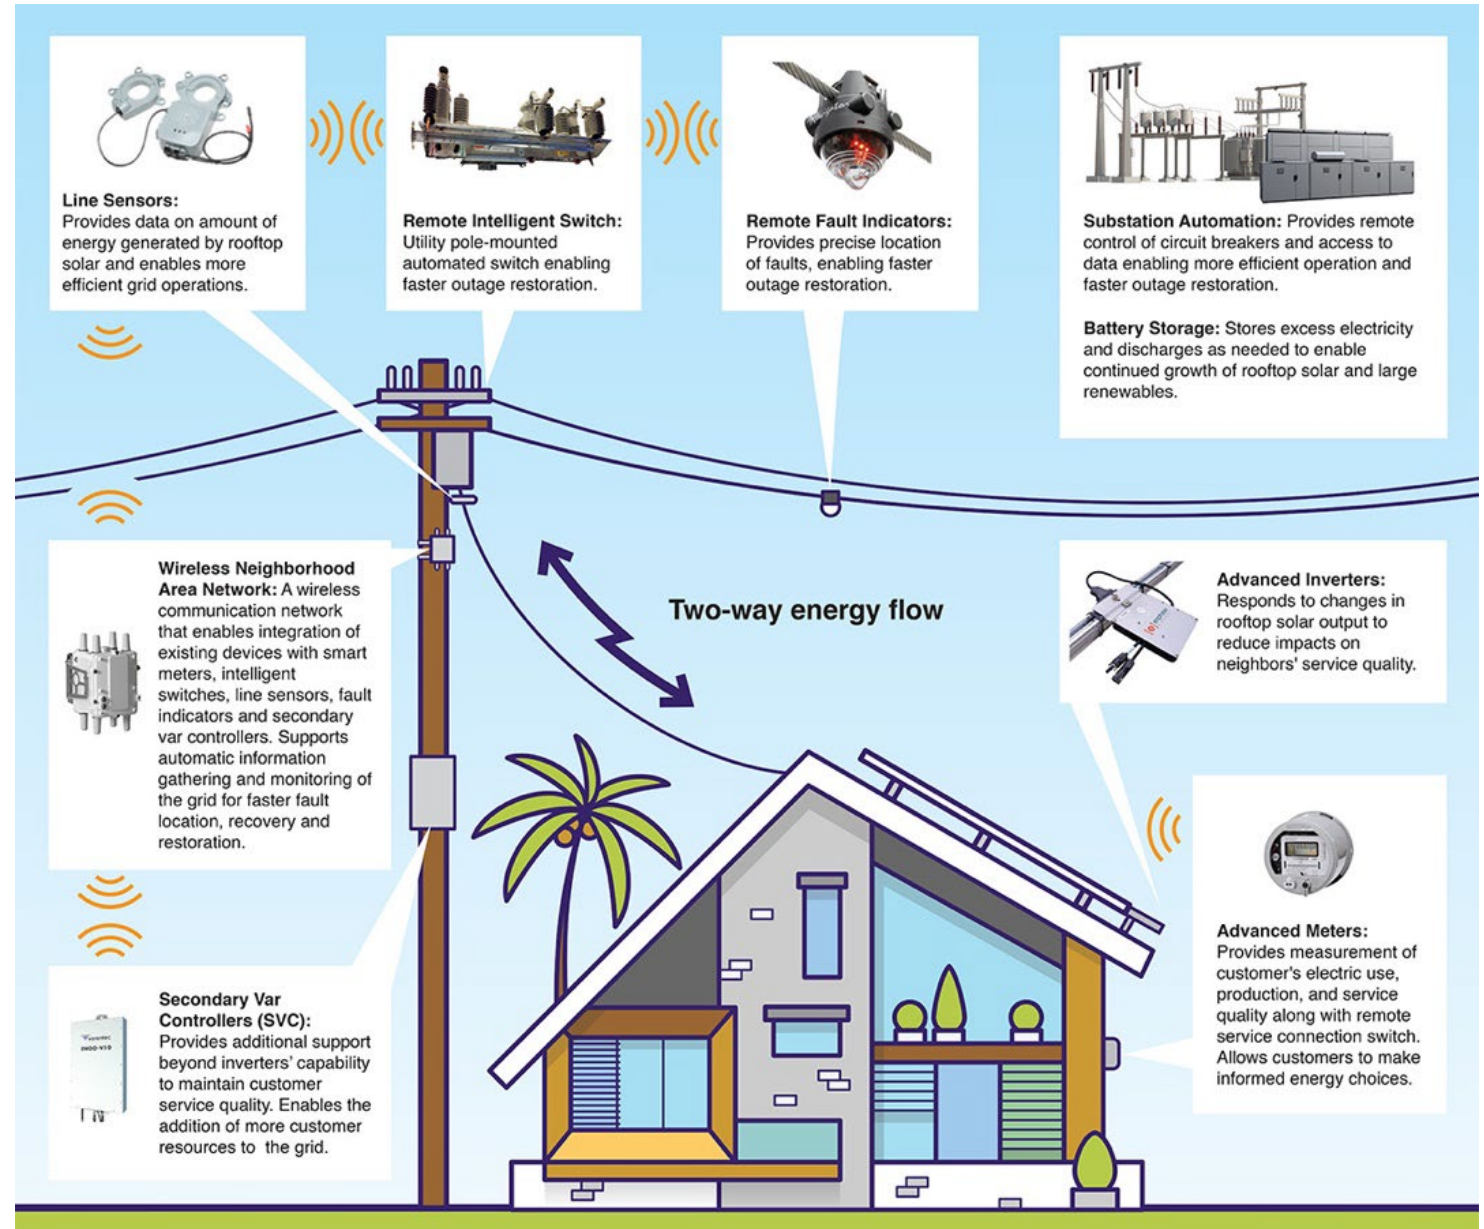 Line Sensors:
Provides data on amount of
energy generated by rooftop
solar and enables more
efficient grid operations.
Remote Intelligent Switch:
Utility pole-mounted
automated switch enabling
faster outage restoration.
Remote Fault Indicators:
Provides precise location
of faults, enabling faster
outage restoration.
Substation Automation: Provides remote
control of circuit breakers and access to
data enabling more efficient operation and
faster outage restoration.
Battery Storage: Stores excess electricity
and discharges as needed to enable
continued growth of rooftop solar and large
renewables.
Wireless Neighborhood
Area Network: A wireless
communication network
that enables integration of
existing devices with smart
meters, intelligent
switches, line sensors, fault
indicators and secondary
var controllers. Supports
automatic information
gathering and monitoring of
the grid for faster fault
location, recovery and
restoration.
Two-way energy flow
Advanced Inverters:
Responds to changes in
rooftop solar output to
reduce impacts on
neighbors' service quality.
Secondary Var
Controllers (SVC):
Provides additional support
beyond inverters' capability
to maintain customer
service quality. Enables the
addition of more customer
resources to the grid.
Advanced Meters:
Provides measurement of
customer's electric use,
production, and service
quality along with remote
service connection switch.
Allows customers to make
informed energy choices.